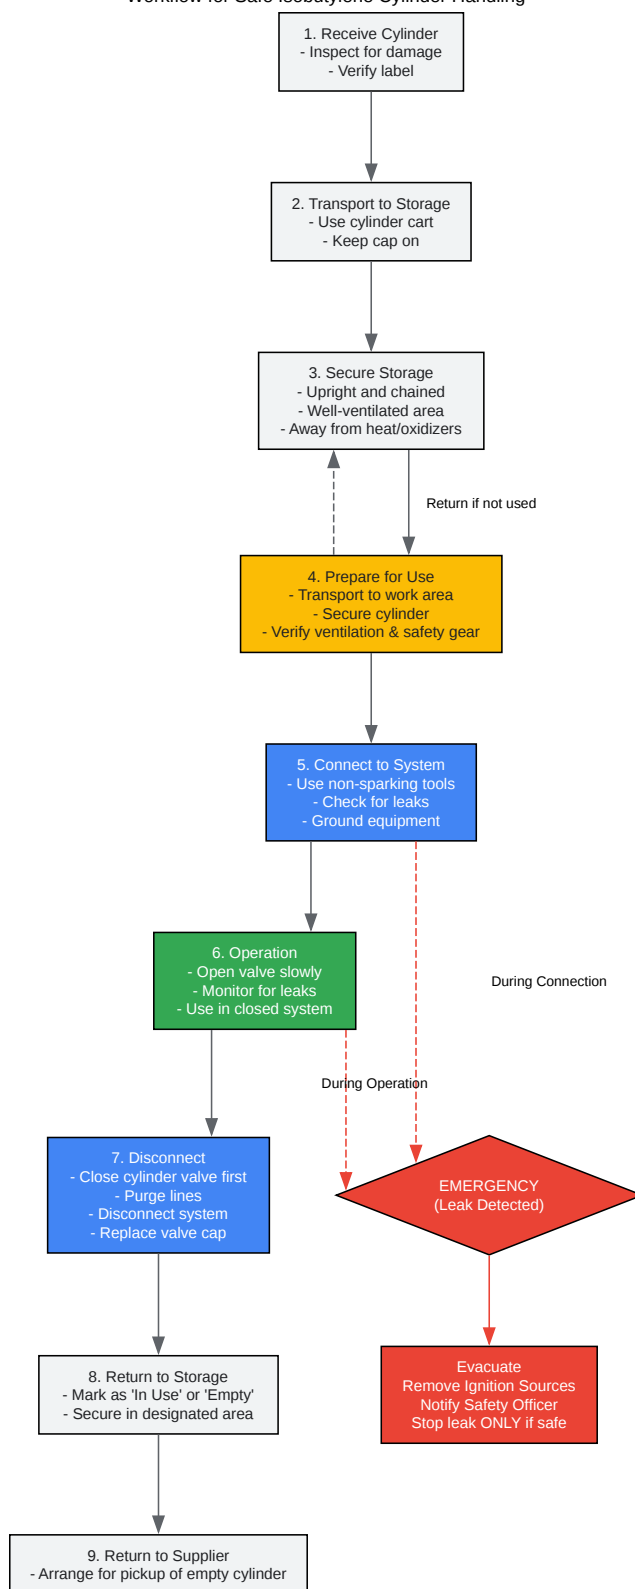 Workflow for Safe Isobutylene Cylinder Handling
1. Receive Cylinder
- Inspect for damage
- Verify label
2. Transport to Storage
- Use cylinder cart
- Keep cap on
3. Secure Storage
- Upright and chained
- Well-ventilated area
- Away from heat/oxidizers
Return if not used
4. Prepare for Use
- Transport to work area
- Secure cylinder
- Verify ventilation & safety gear
5. Connect to System
- Use non-sparking tools
- Check for leaks
- Ground equipment
6. Operation
- Open valve slowly
- Monitor for leaks
- Use in closed system
During Connection
During Operation
7. Disconnect
- Close cylinder valve first
- Purge lines
- Disconnect system
- Replace valve cap
EMERGENCY
(Leak Detected)
8. Return to Storage
- Mark as 'In Use' or 'Empty'
- Secure in designated area
Evacuate
Remove Ignition Sources
Notify Safety Officer
Stop leak ONLY if safe
9. Return to Supplier
- Arrange for pickup of empty cylinder